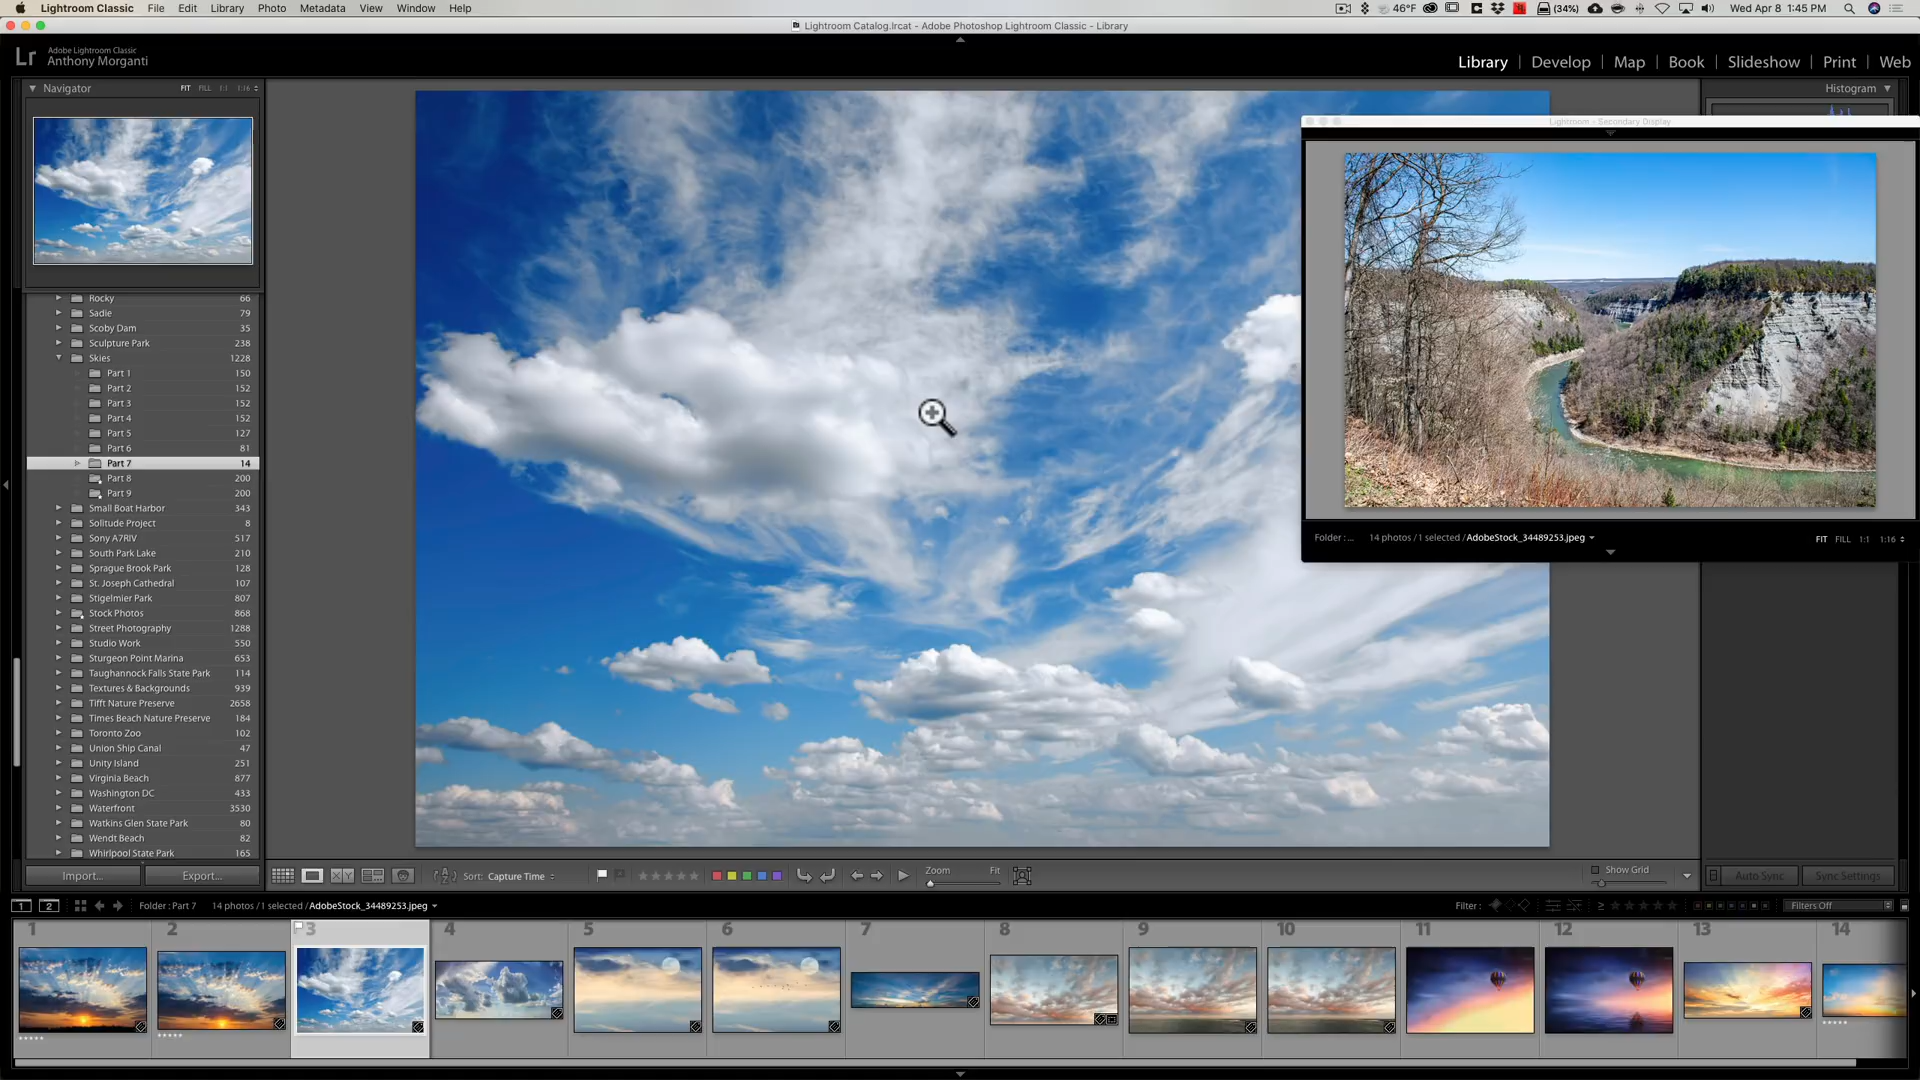 Lightroom Classic File Edit Library Photo Metadata View Window Help (34%) 46°F Wed Apr 8 1:45 PM
Lightroom Catalog.lrcat - Adobe Photoshop Lightroom Classic - Library
Lr Adobe Lightroom Classic
Anthony Morganti
Library | Develop | Map | Book | Slideshow | Print | Web
Navigator FIT FILL 1:1 1:16
Histogram
Lightroom - Secondary Display
Rocky 66
Sadie 79
Scoby Dam 35
Sculpture Park 238
Skies 1228
Part 1 150
Part 2 152
Part 3 152
Part 4 152
Part 5 127
Part 6 81
Part 7 14
Part 8 200
Part 9 200
Small Boat Harbor 343
Solitude Project 8
Sony A7RIV 517
South Park Lake 210
Sprague Brook Park 128
St. Joseph Cathedral 107
Stigelmier Park 807
Stock Photos 868
Street Photography 1288
Studio Work 550
Sturgeon Point Marina 653
Taughannock Falls State Park 114
Textures & Backgrounds 939
Tifft Nature Preserve 2658
Times Beach Nature Preserve 184
Toronto Zoo 102
Union Ship Canal 47
Unity Island 251
Virginia Beach 877
Washington DC 433
Waterfront 3530
Watkins Glen State Park 80
Wendt Beach 82
Whirlpool State Park 165
Folder : ... 14 photos / 1 selected / AdobeStock_34489253.jpeg FIT FILL 1:1 1:16
Import... Export... Sort: Capture Time Zoom Fit Show Grid Auto Sync Sync Settings
1 2 Folder : Part 7 14 photos / 1 selected / AdobeStock_34489253.jpeg Filter : Filters Off
1 2 3 4 5 6 7 8 9 10 11 12 13 14